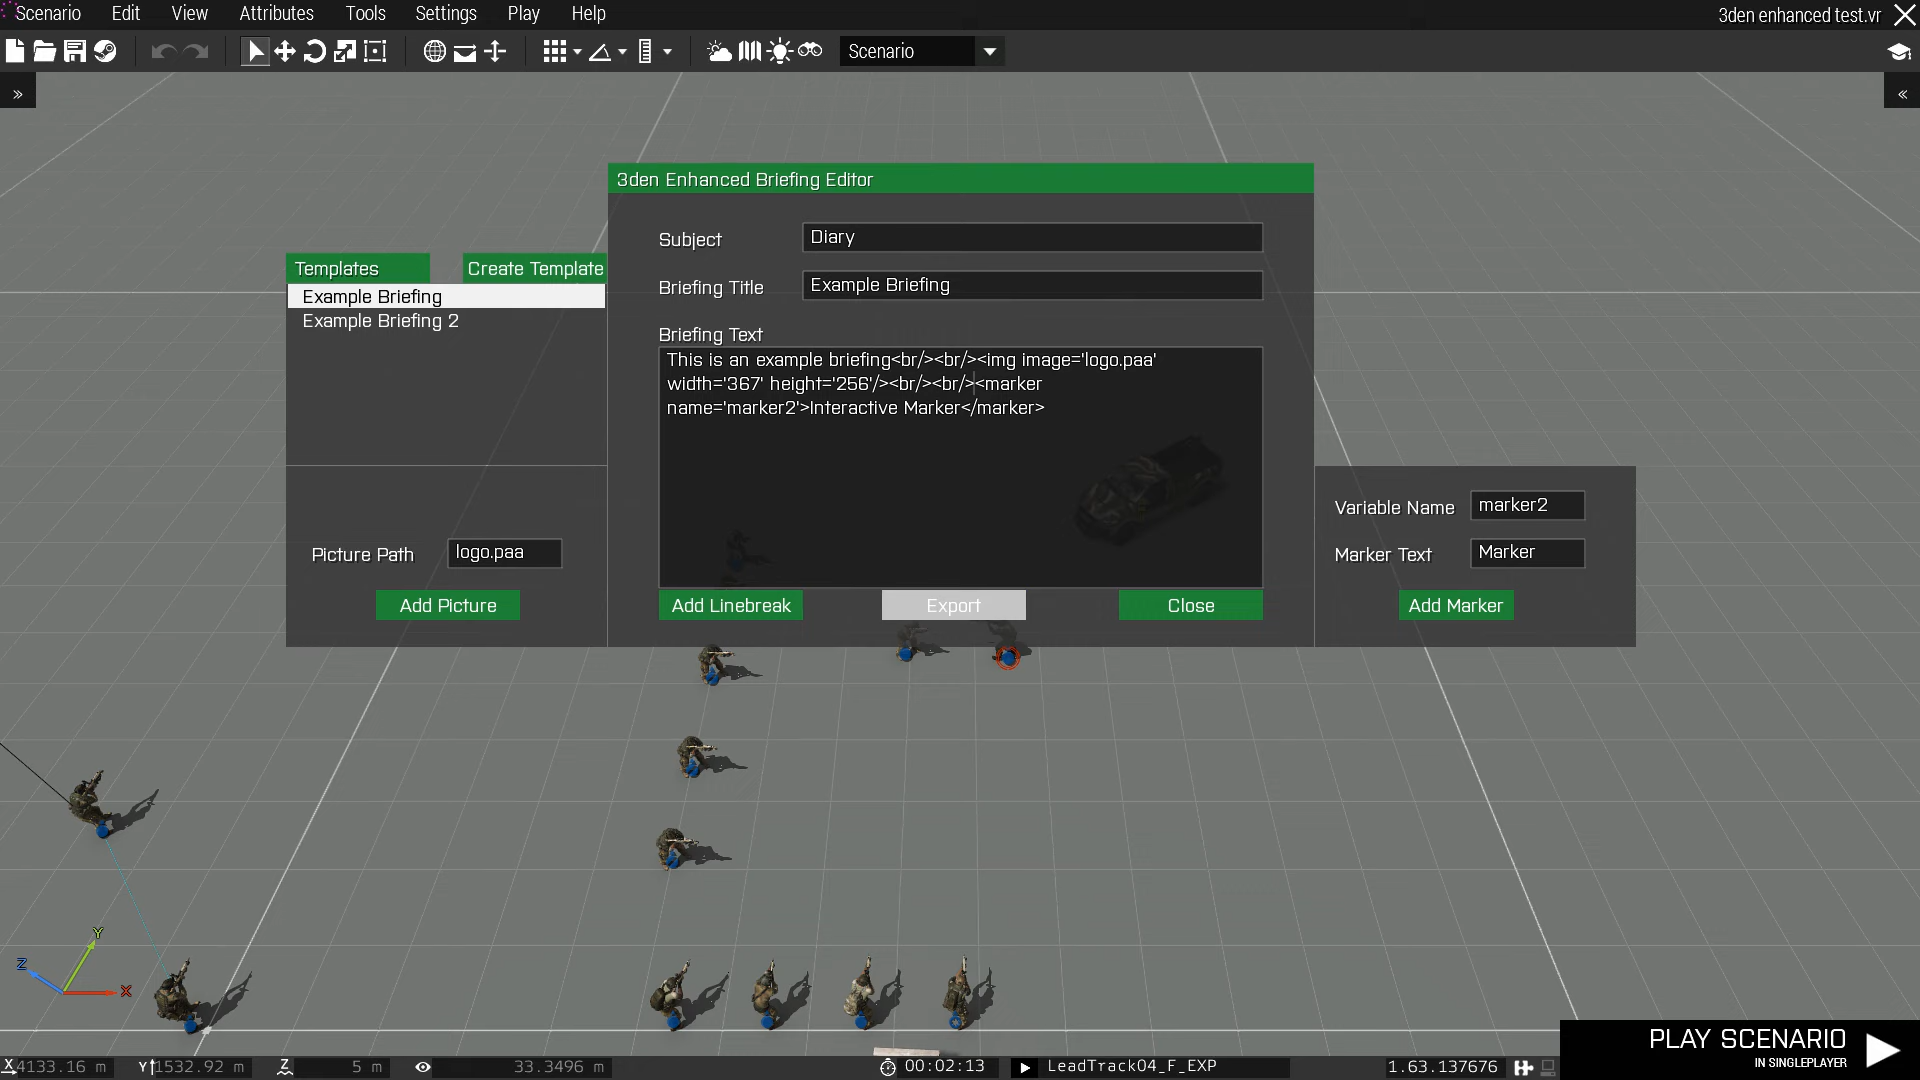 Scenario Edit View Attributes Tools Settings Play Help 3den enhanced test.vr
Scenario
3den Enhanced Briefing Editor
Subject Diary
Templates Create Template
Briefing Title Example Briefing
Example Briefing
Example Briefing 2
Briefing Text
This is an example briefing<br/><br/><img image='logo.paa'
width='367' height='256'/><br/><br/><marker
name='marker2'>Interactive Marker</marker>
Variable Name marker2
Picture Path logo.paa
Marker Text Marker
Add Picture
Add Linebreak Export Close
Add Marker
Y
Z
X
PLAY SCENARIO
IN SINGLEPLAYER
X 4133.16 m Y 1532.92 m Z 5 m 33.3496 m 00:02:13 LeadTrack04_F_EXP 1.63.137676